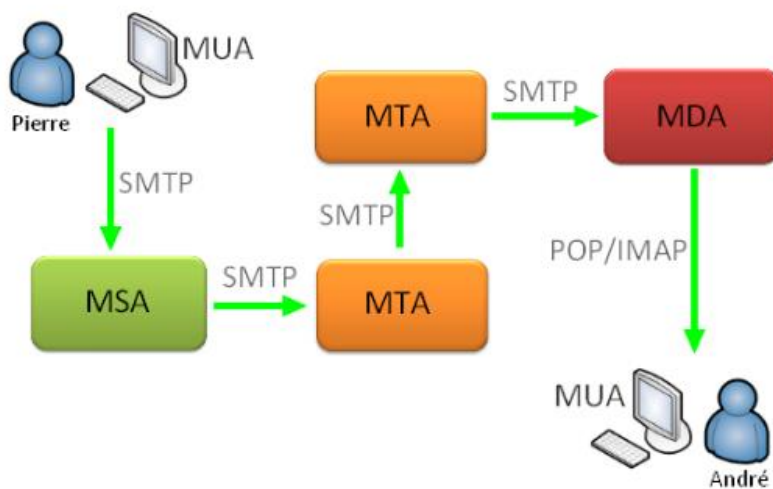 MUA
Pierre
SMTP
MSA
SMTP
MTA
SMTP
MTA
SMTP
MDA
POP/IMAP
MUA
André